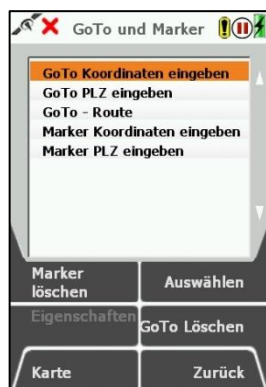 GoTo und Marker
GoTo Koordinaten eingeben
GoTo PLZ eingeben
GoTo - Route
Marker Koordinaten eingeben
Marker PLZ eingeben
Marker
löschen
Auswählen
Eigenschaften
GoTo Löschen
Karte
Zurück